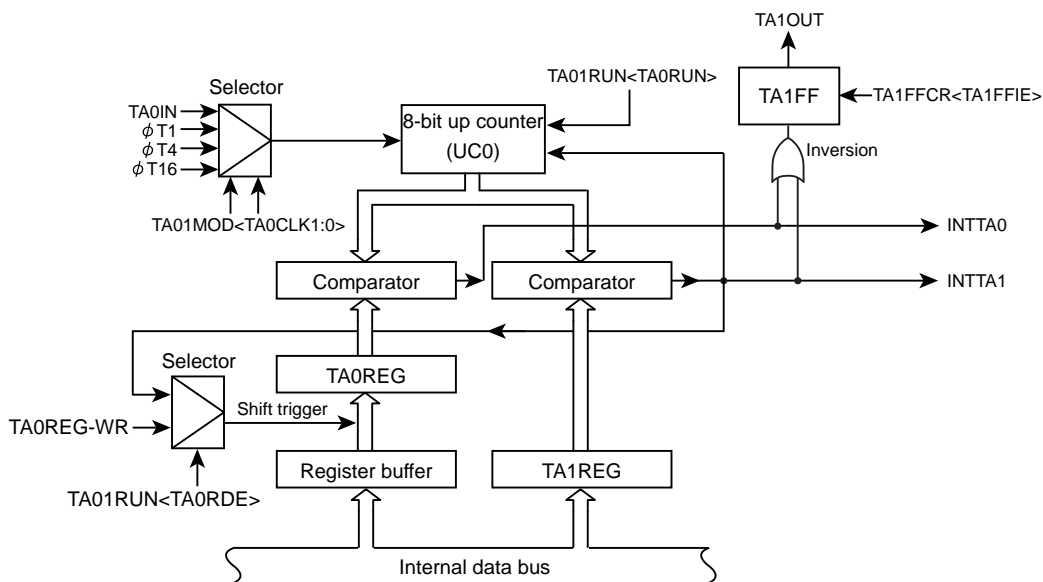 TA1OUT
Selector
TA01RUN<TA0RUN>
TA0IN
ϕT1
ϕT4
ϕT16
8-bit up counter
(UC0)
TA1FF
TA1FFCR<TA1FFIE>
Inversion
TA01MOD<TA0CLK1:0>
INTTA0
Comparator
Comparator
INTTA1
Selector
TA0REG
TA0REG-WR
Shift trigger
Register buffer
TA1REG
TA01RUN<TA0RDE>
Internal data bus